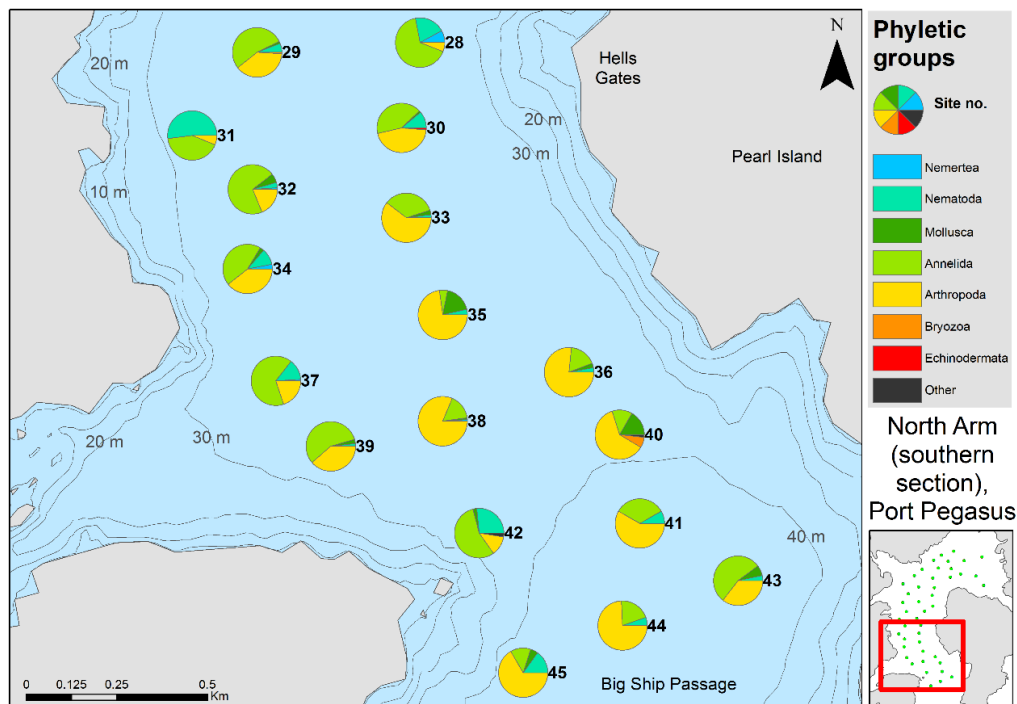 29
28
20 m
Hells
Gates
N
31
30
20 m
30 m
Pearl Island
32
10 m
33
34
35
36
37
38
40
20 m
30 m
39
42
41
40 m
43
44
45
Big Ship Passage
0 0.125 0.25 0.5
Km
Phyletic
groups
Site no.
Nemertea
Nematoda
Mollusca
Annelida
Arthropoda
Bryozoa
Echinodermata
Other
North Arm
(southern
section),
Port Pegasus